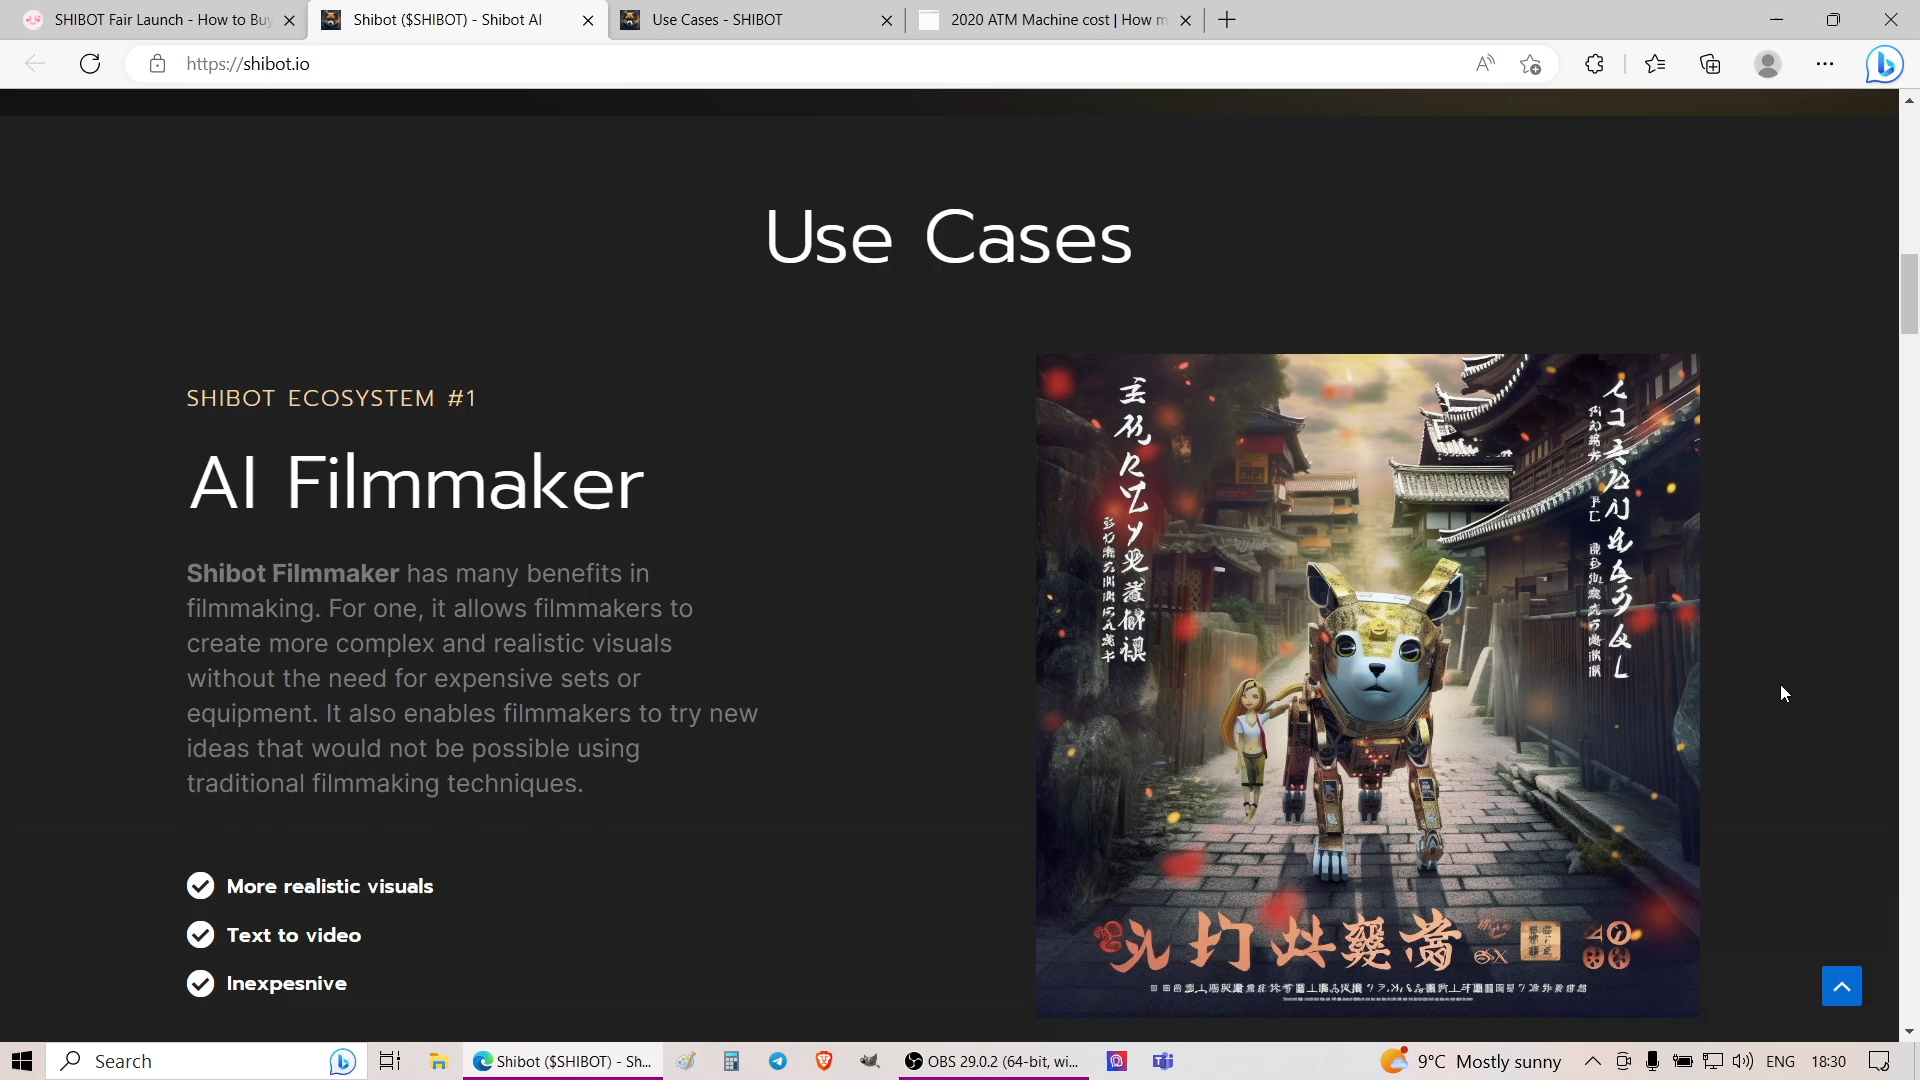 SHIBOT Fair Launch - How to Buy
Shibot ($SHIBOT) - Shibot AI
Use Cases - SHIBOT
2020 ATM Machine cost | How m
https://shibot.io
Use Cases
SHIBOT ECOSYSTEM #1
AI Filmmaker
Shibot Filmmaker has many benefits in
filmmaking. For one, it allows filmmakers to
create more complex and realistic visuals
without the need for expensive sets or
equipment. It also enables filmmakers to try new
ideas that would not be possible using
traditional filmmaking techniques.
More realistic visuals
Text to video
Inexpesnive
Search
Shibot ($SHIBOT) - Sh...
OBS 29.0.2 (64-bit, wi...
9°C Mostly sunny
ENG
18:30